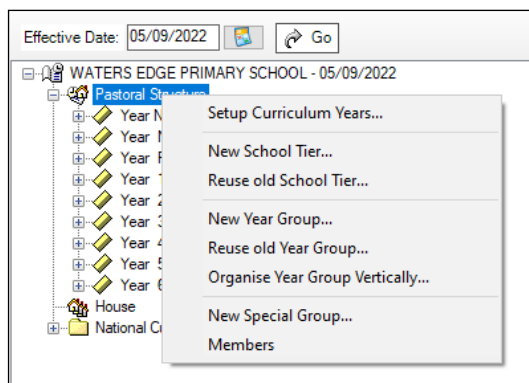 Effective Date: 05/09/2022 Go
WATERS EDGE PRIMARY SCHOOL - 05/09/2022
Pastoral Structure
Setup Curriculum Years...
New School Tier...
Reuse old School Tier...
New Year Group...
Reuse old Year Group...
Organise Year Group Vertically...
New Special Group...
Members
Year N
Year
Year
Year
Year 2
Year 3
Year 4
Year 5
Year 6
House
National